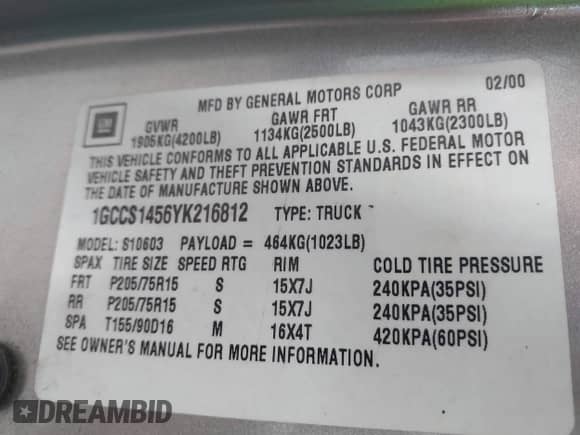 MFD BY GENERAL MOTORS CORP 02/00
GM
GVWR GAWR FRT GAWR RR
1905KG(4200LB) 1134KG(2500LB) 1043KG(2300LB)
THIS VEHICLE CONFORMS TO ALL APPLICABLE U.S. FEDERAL MOTOR
VEHICLE SAFETY AND THEFT PREVENTION STANDARDS IN EFFECT ON
THE DATE OF MANUFACTURE SHOWN ABOVE.
1GCCS1456YK216812 TYPE: TRUCK
MODEL: S10603 PAYLOAD = 464KG(1023LB)
SPAX TIRE SIZE SPEED RTG RIM COLD TIRE PRESSURE
FRT P205/75R15 S 15X7J 240KPA(35PSI)
RR P205/75R15 S 15X7J 240KPA(35PSI)
SPA T155/90D16 M 16X4T 420KPA(60PSI)
SEE OWNER'S MANUAL FOR MORE INFORMATION.
DREAMBID